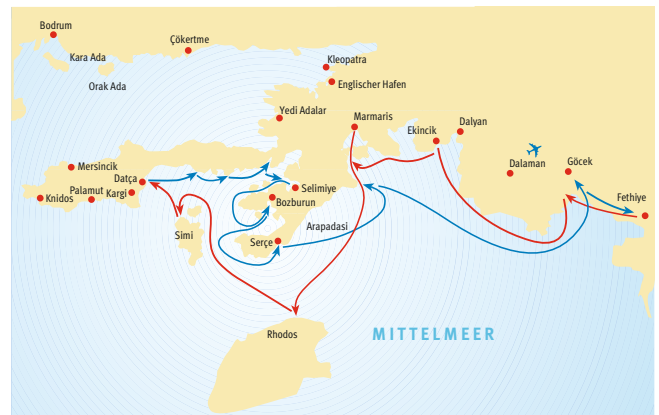 Bodrum
Çökertme
Kara Ada
Kleopatra
Orak Ada
Englischer Hafen
Yedi Adalar
Marmaris
Ekincik
Dalyan
Mersincik
Dalaman
Göcek
Datça
Selimiye
Knidos
Palamut
Kargi
Bozburun
Fethiye
Simi
Serçe
Arapadasi
Rhodos
MITTELMEER